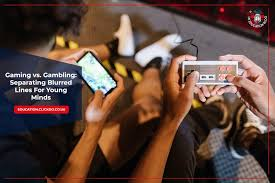 Gaming vs. Gambling:
Separating Blurred
Lines For Young
Minds